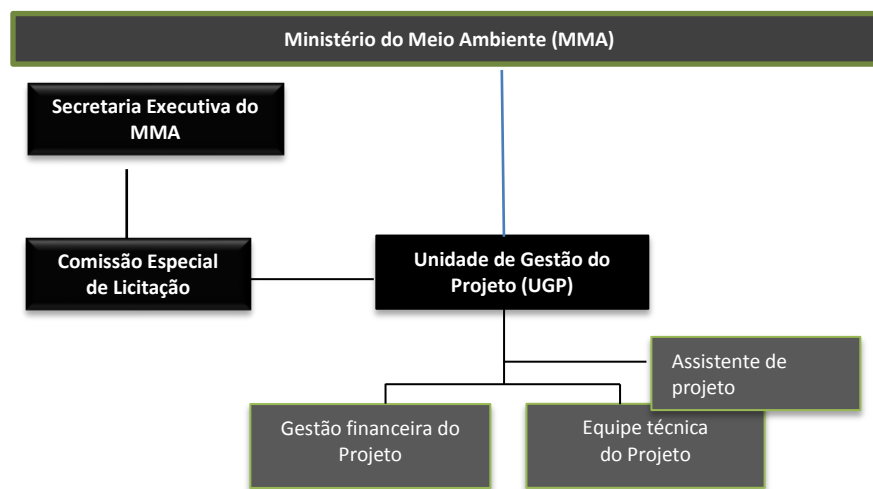 Ministério do Meio Ambiente (MMA)
Secretaria Executiva do
MMA
Comissão Especial
de Licitação
Unidade de Gestão do
Projeto (UGP)
Assistente de
projeto
Gestão financeira do
Projeto
Equipe técnica
do Projeto